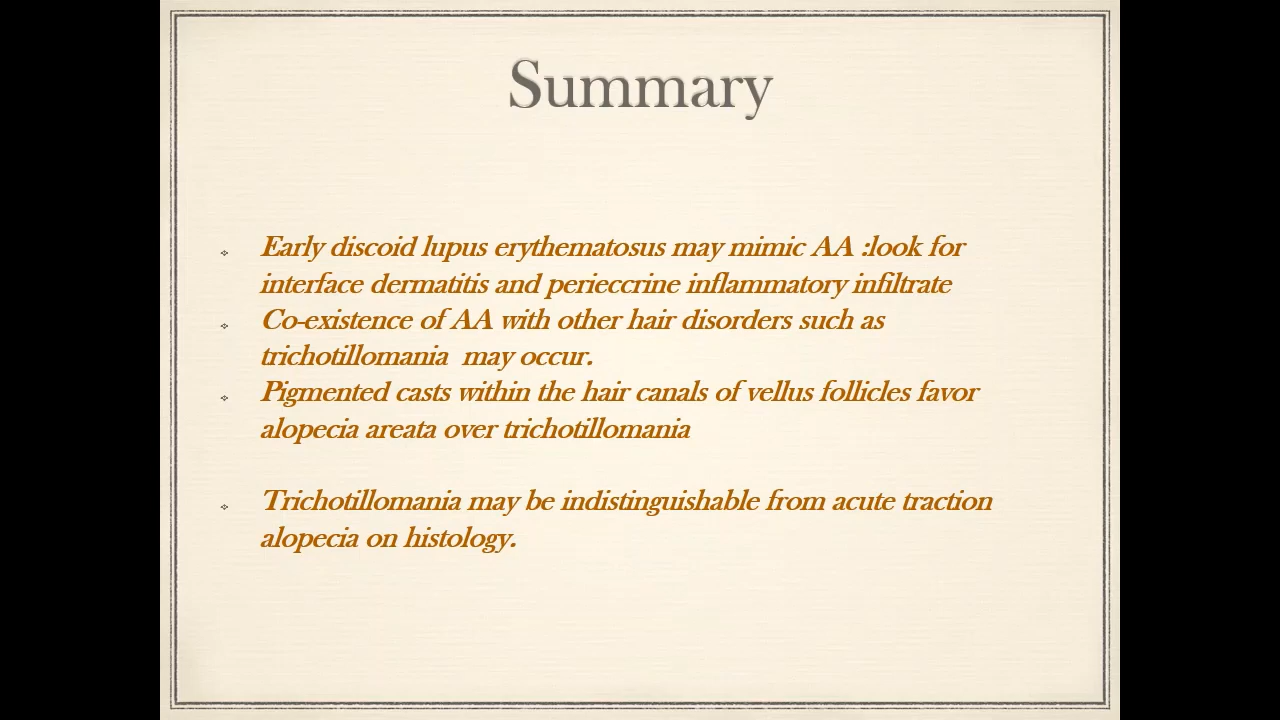 Summary
Early discoid lupus erythematosus may mimic AA :look for
interface dermatitis and perieccrine inflammatory infiltrate
Co-existence of AA with other hair disorders such as
trichotillomania  may occur.
Pigmented casts within the hair canals of vellus follicles favor
alopecia areata over trichotillomania
Trichotillomania may be indistinguishable from acute traction
alopecia on histology.